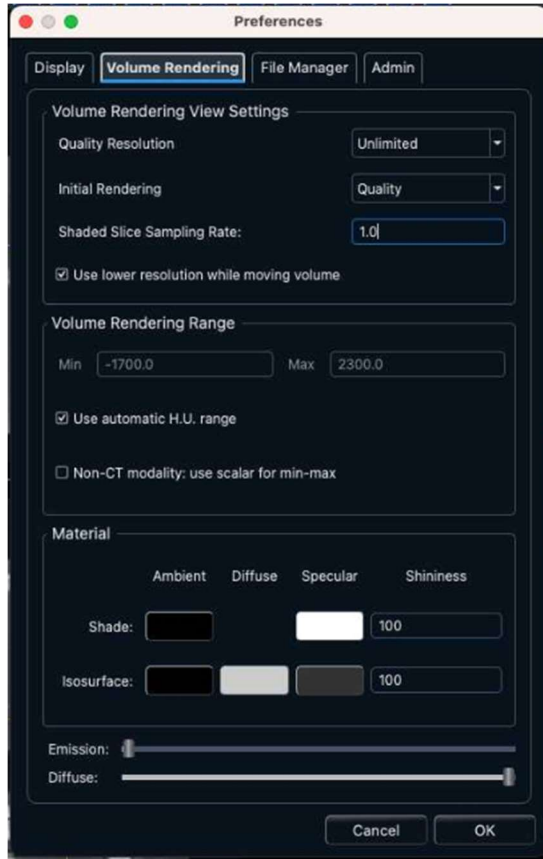 Preferences
Display Volume Rendering File Manager Admin
Volume Rendering View Settings
Quality Resolution Unlimited
Initial Rendering Quality
Shaded Slice Sampling Rate: 1.0
Use lower resolution while moving volume
Volume Rendering Range
Min -1700.0 Max 2300.0
Use automatic H.U. range
Non-CT modality: use scalar for min-max
Material
Ambient Diffuse Specular Shininess
Shade: 100
Isosurface: 100
Emission:
Diffuse:
Cancel OK